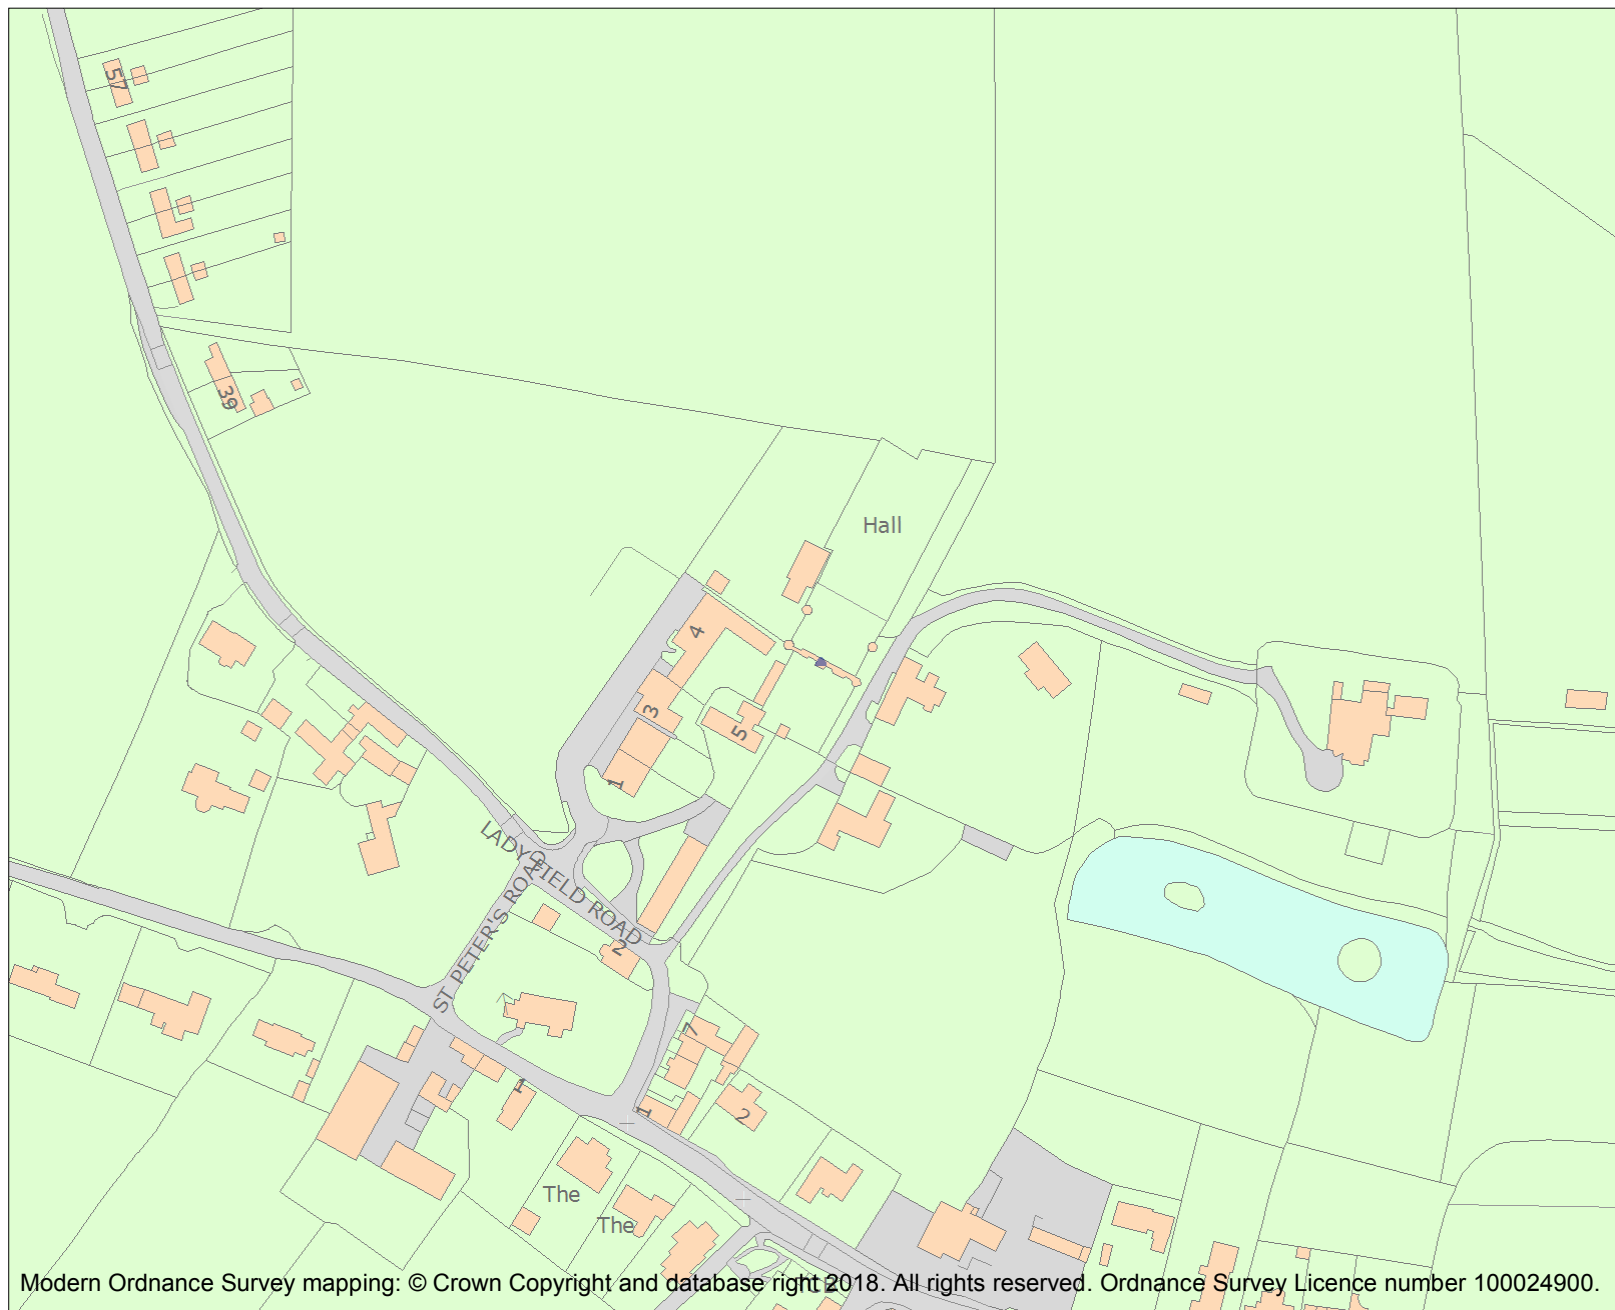 57
39
Hall
4
3
5
1
LADYFIELD ROAD
ST PETER'S ROAD
2
7
1
1
2
The
The
TCB
Modern Ordnance Survey mapping: © Crown Copyright and database right 2018. All rights reserved. Ordnance Survey Licence number 100024900.